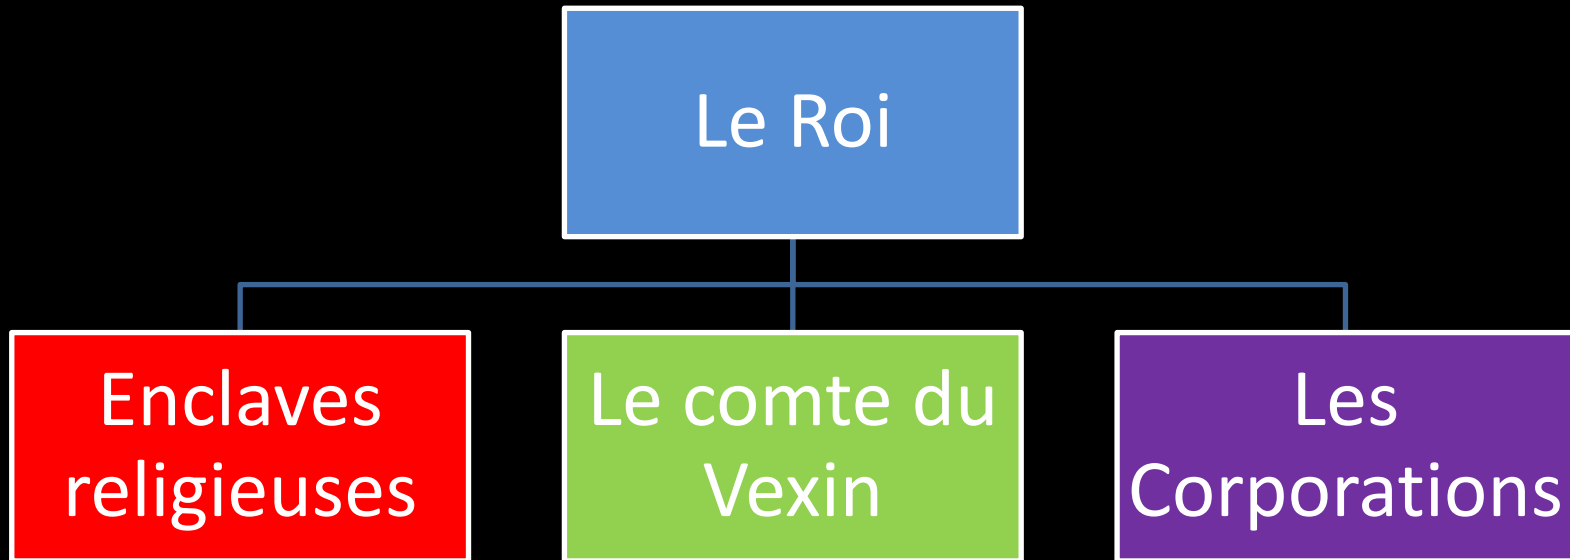 Le Roi
Enclaves
religieuses
Le comte du
Vexin
Les
Corporations